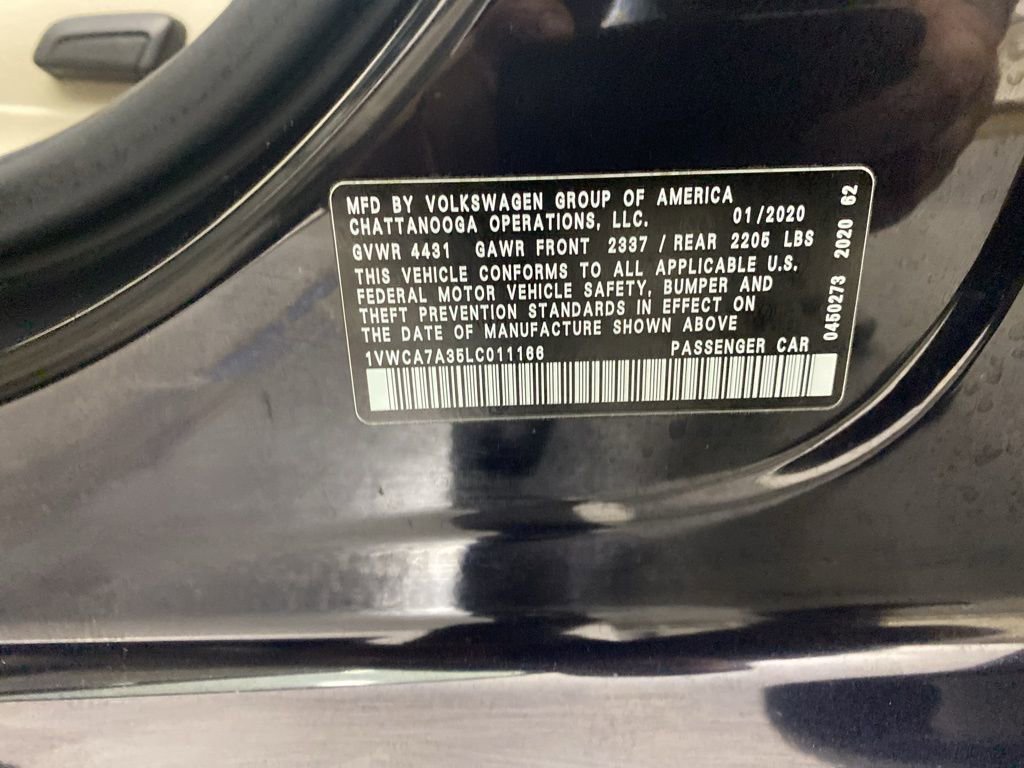 MFD BY VOLKSWAGEN GROUP OF AMERICA
CHATTANOOGA OPERATIONS, LLC. 01/2020
GVWR 4431 GAWR FRONT 2337 / REAR 2205 LBS
THIS VEHICLE CONFORMS TO ALL APPLICABLE U.S.
FEDERAL MOTOR VEHICLE SAFETY, BUMPER AND
THEFT PREVENTION STANDARDS IN EFFECT ON
THE DATE OF MANUFACTURE SHOWN ABOVE
1VWCA7A35LC011166 PASSENGER CAR
0450273 2020 62